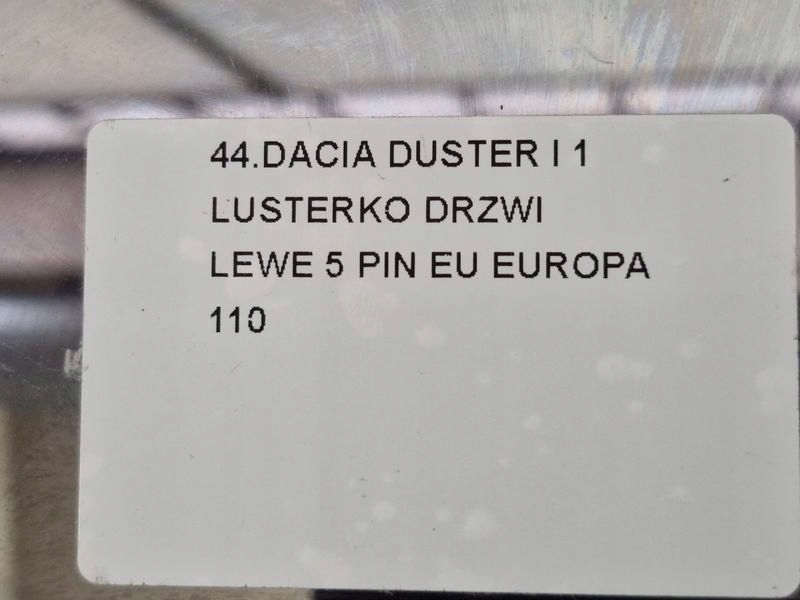 44.DACIA DUSTER I 1
LUSTERKO DRZWI
LEWE 5 PIN EU EUROPA
110